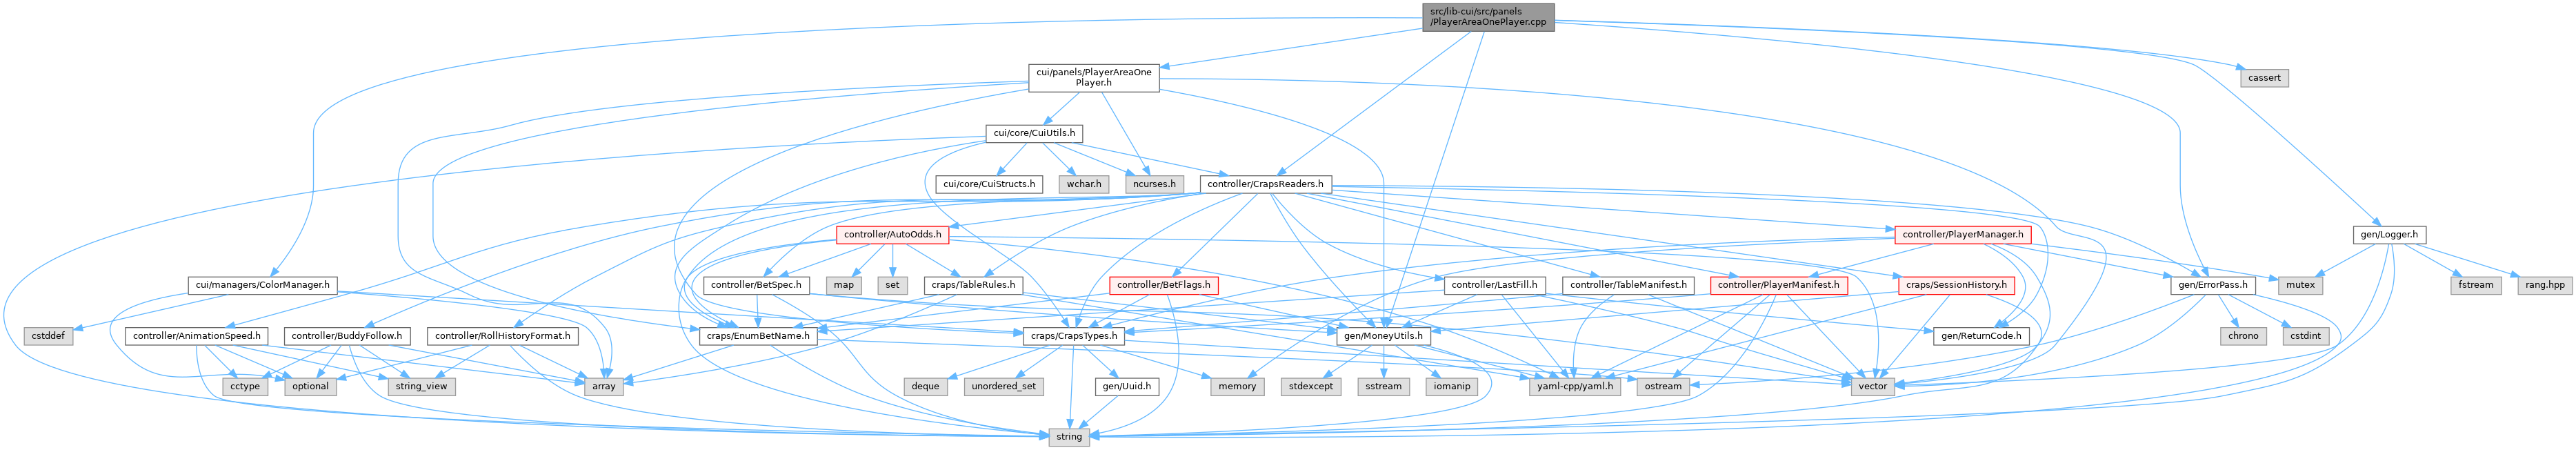 src/lib-cui/src/panels
/PlayerAreaOnePlayer.cpp
cui/panels/PlayerAreaOne
Player.h
cassert
cui/core/CuiUtils.h
cui/core/CuiStructs.h
wchar.h
ncurses.h
controller/CrapsReaders.h
controller/AutoOdds.h
controller/PlayerManager.h
gen/Logger.h
cui/managers/ColorManager.h
controller/BetSpec.h
map
set
craps/TableRules.h
controller/BetFlags.h
controller/LastFill.h
controller/TableManifest.h
controller/PlayerManifest.h
craps/SessionHistory.h
gen/ErrorPass.h
mutex
fstream
rang.hpp
cstddef
controller/AnimationSpeed.h
controller/BuddyFollow.h
controller/RollHistoryFormat.h
craps/EnumBetName.h
craps/CrapsTypes.h
gen/MoneyUtils.h
gen/ReturnCode.h
chrono
cstdint
cctype
optional
string_view
array
deque
unordered_set
gen/Uuid.h
memory
stdexcept
sstream
iomanip
yaml-cpp/yaml.h
ostream
vector
string